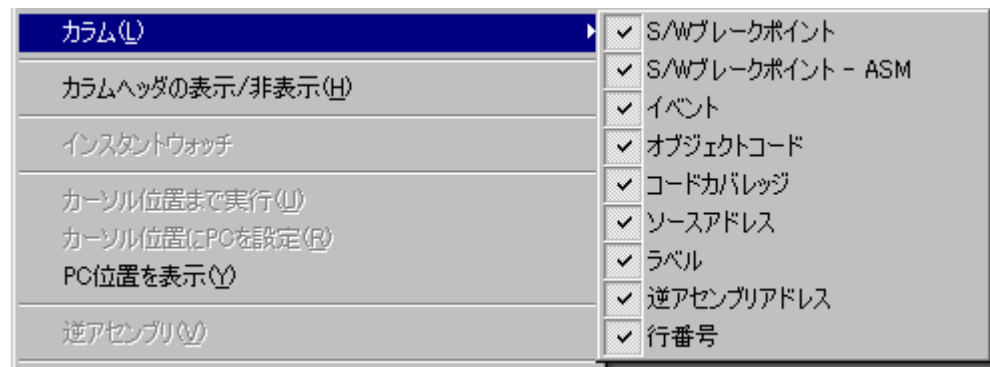 カラム(L)
カラムヘッダの表示/非表示(H)
インスタントウォッチ
カーソル位置まで実行(U)
カーソル位置にPCを設定(R)
PC位置を表示(Y)
逆アセンブリ(V)
S/Wブレークポイント
S/Wブレークポイント - ASM
イベント
オブジェクトコード
コードカバレッジ
ソースアドレス
ラベル
逆アセンブリアドレス
行番号